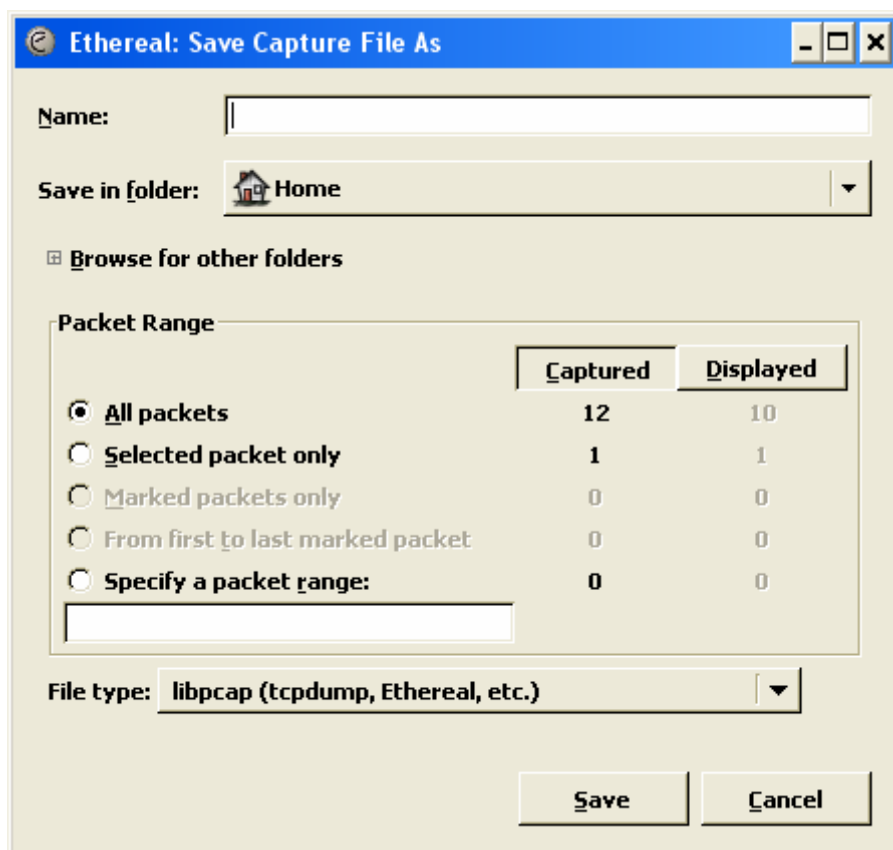 Ethereal: Save Capture File As
Name:
Save in folder: Home
Browse for other folders
Packet Range
Captured Displayed
All packets 12 10
Selected packet only 1 1
Marked packets only 0 0
From first to last marked packet 0 0
Specify a packet range: 0 0
File type: libpcap (tcpdump, Ethereal, etc.)
Save Cancel